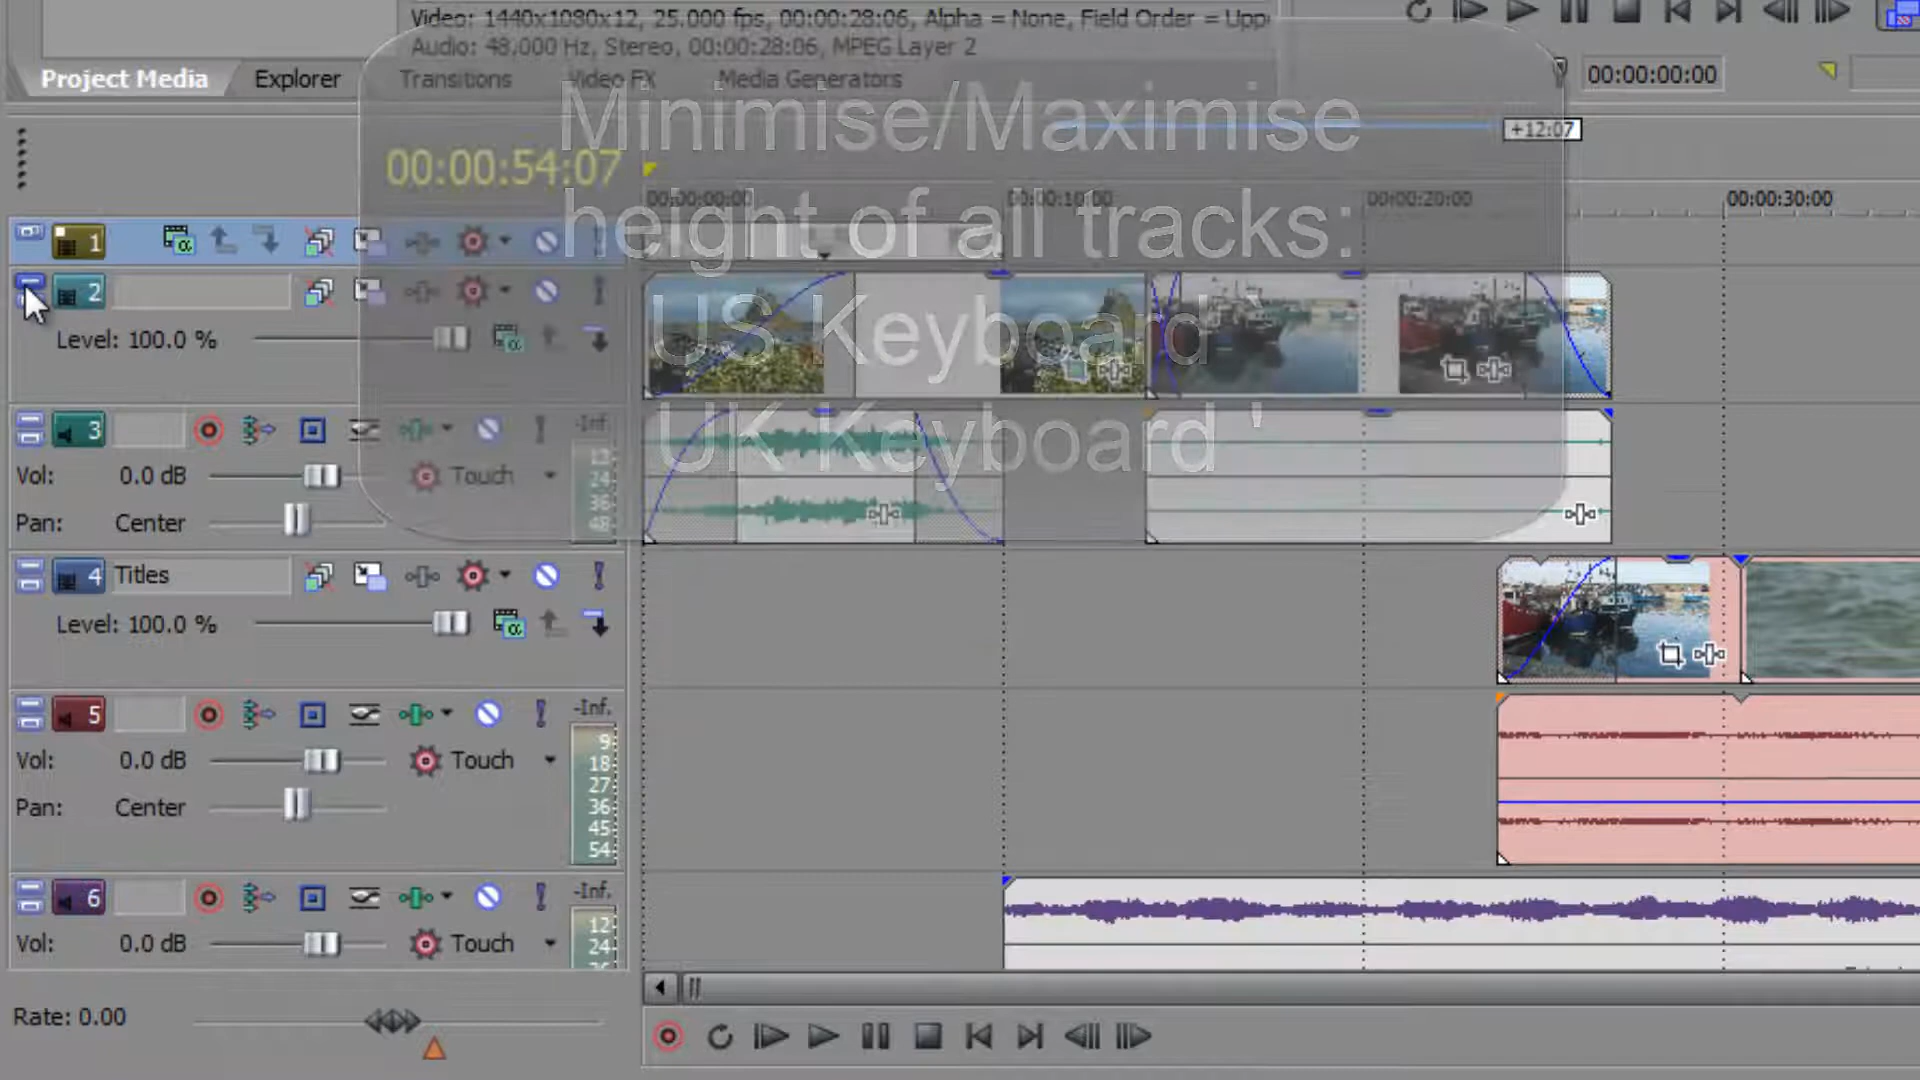 Video: 1440x1080x12, 25.000 fps, 00:00:28:06, Alpha = None, Field Order = Upp
Audio: 48,000 Hz, Stereo, 00:00:28:06, MPEG Layer 2
Project Media Explorer Transitions Video FX Media Generators
00:00:00:00
Minimise/Maximise
height of all tracks:
US Keyboard `
UK Keyboard '
+12:07
00:00:54:07
00:00:00:00 00:00:10:00 00:00:20:00 00:00:30:00
1
2
Level: 100.0 %
3
-Inf.
12
24
36
48
Vol: 0.0 dB Touch
Pan: Center
4 Titles
Level: 100.0 %
5
-Inf.
9
18
27
36
45
54
Vol: 0.0 dB Touch
Pan: Center
6
-Inf.
12
24
Vol: 0.0 dB Touch
Rate: 0.00